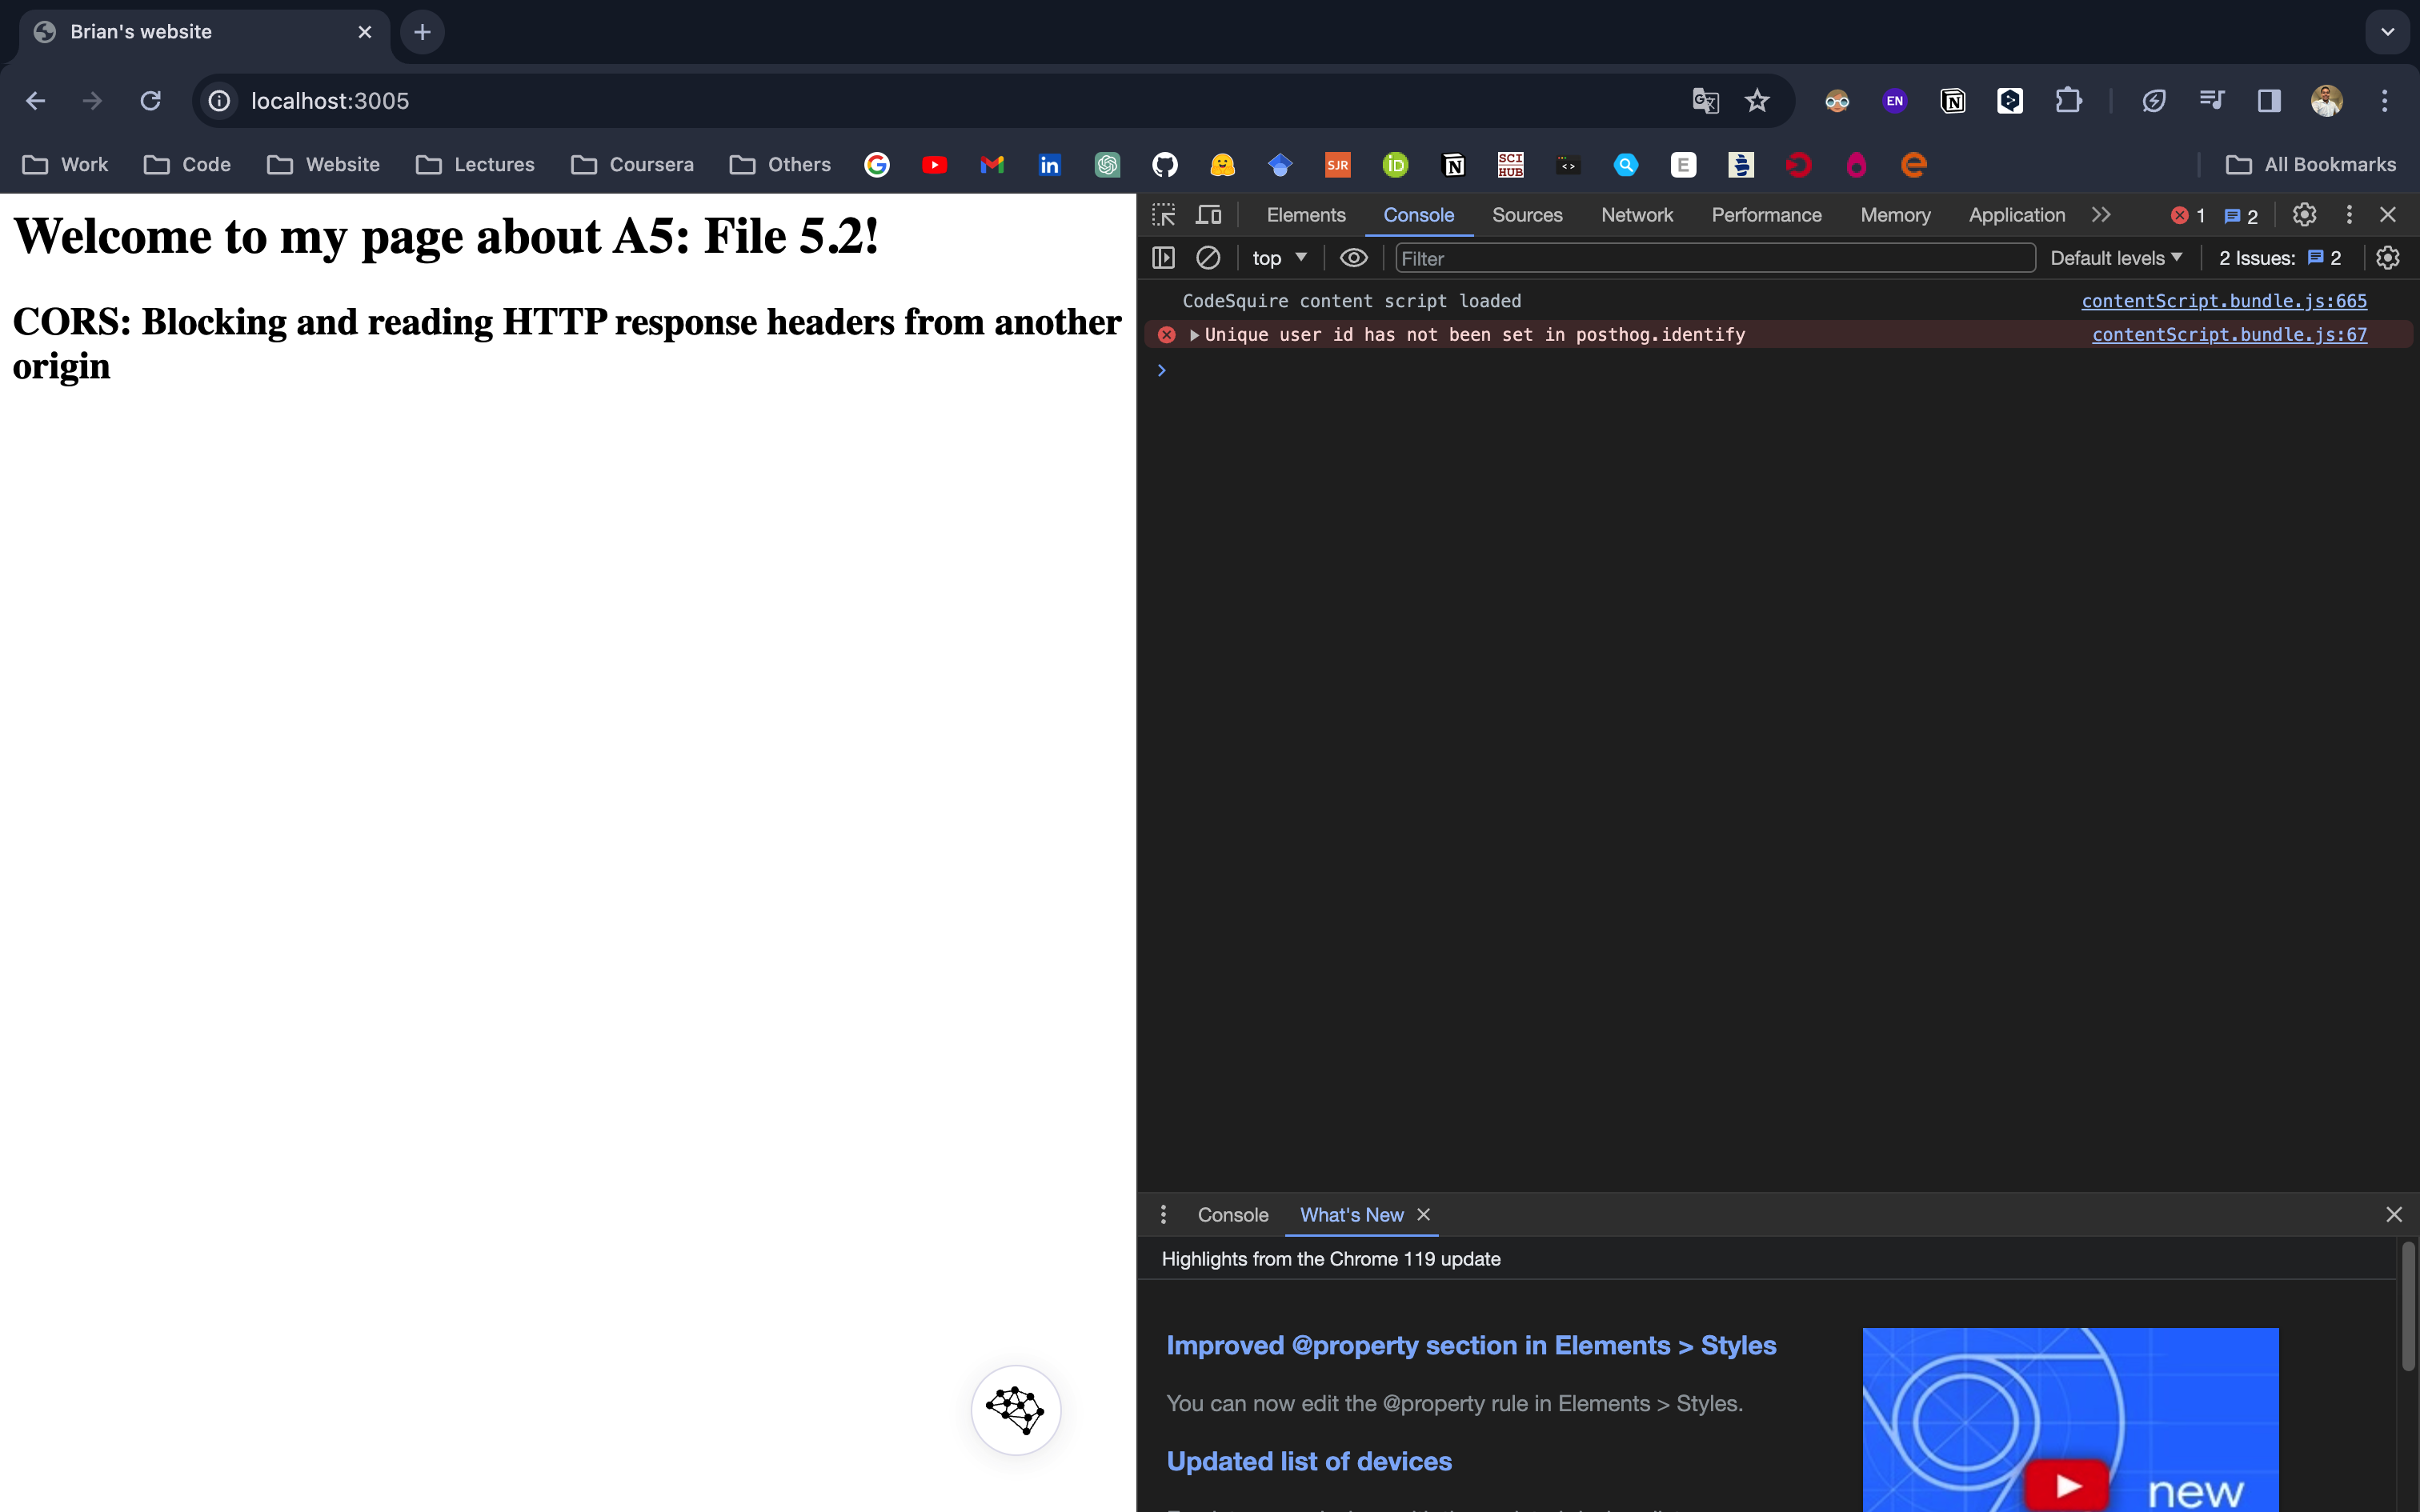 Brian's website
localhost:3005
EN
Work
Code
Website
Lectures
Coursera
Others
SJR
iD
SCI
HUB
E
All Bookmarks
Welcome to my page about A5: File 5.2!
CORS: Blocking and reading HTTP response headers from another
origin
Elements
Console
Sources
Network
Performance
Memory
Application
1
2
top
Filter
Default levels
2 Issues:
2
CodeSquire content script loaded
contentScript.bundle.js:665
Unique user id has not been set in posthog.identify
contentScript.bundle.js:67
Console
What's New
Highlights from the Chrome 119 update
Improved @property section in Elements > Styles
You can now edit the @property rule in Elements > Styles.
Updated list of devices
new